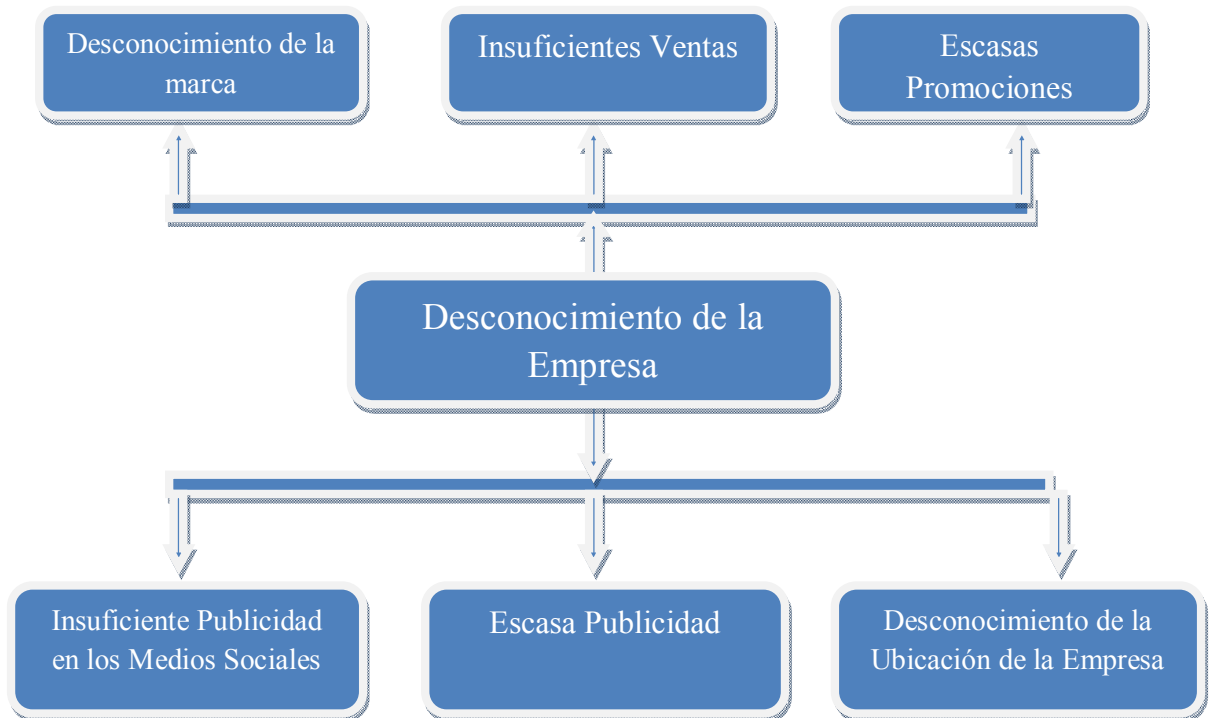 Desconocimiento de la
marca
Insuficientes Ventas
Escasas
Promociones
Desconocimiento de la
Empresa
Insuficiente Publicidad
en los Medios Sociales
Escasa Publicidad
Desconocimiento de la
Ubicación de la Empresa